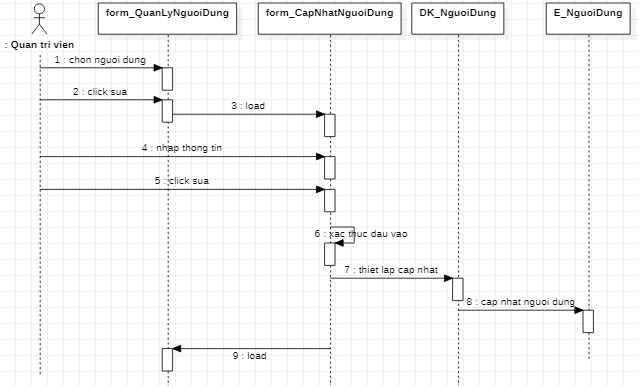 form_QuanLyNguoiDung
form_CapNhatNguoiDung
DK_NguoiDung
E_NguoiDung
: Quan tri vien
1 : chon nguoi dung
2 : click sua
3 : load
4 : nhap thong tin
5 : click sua
6 : xac thuc dau vao
7 : thiet lap cap nhat
8 : cap nhat nguoi dung
9 : load